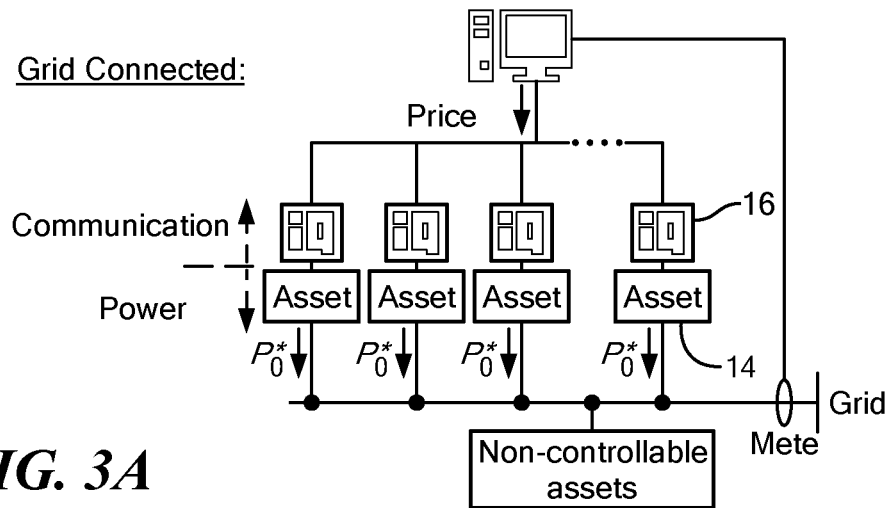 Grid Connected:
Price
Communication
16
Power
Asset Asset Asset Asset
P₀* P₀* P₀* P₀*
14
Grid
Mete
Non-controllable
assets
IG. 3A